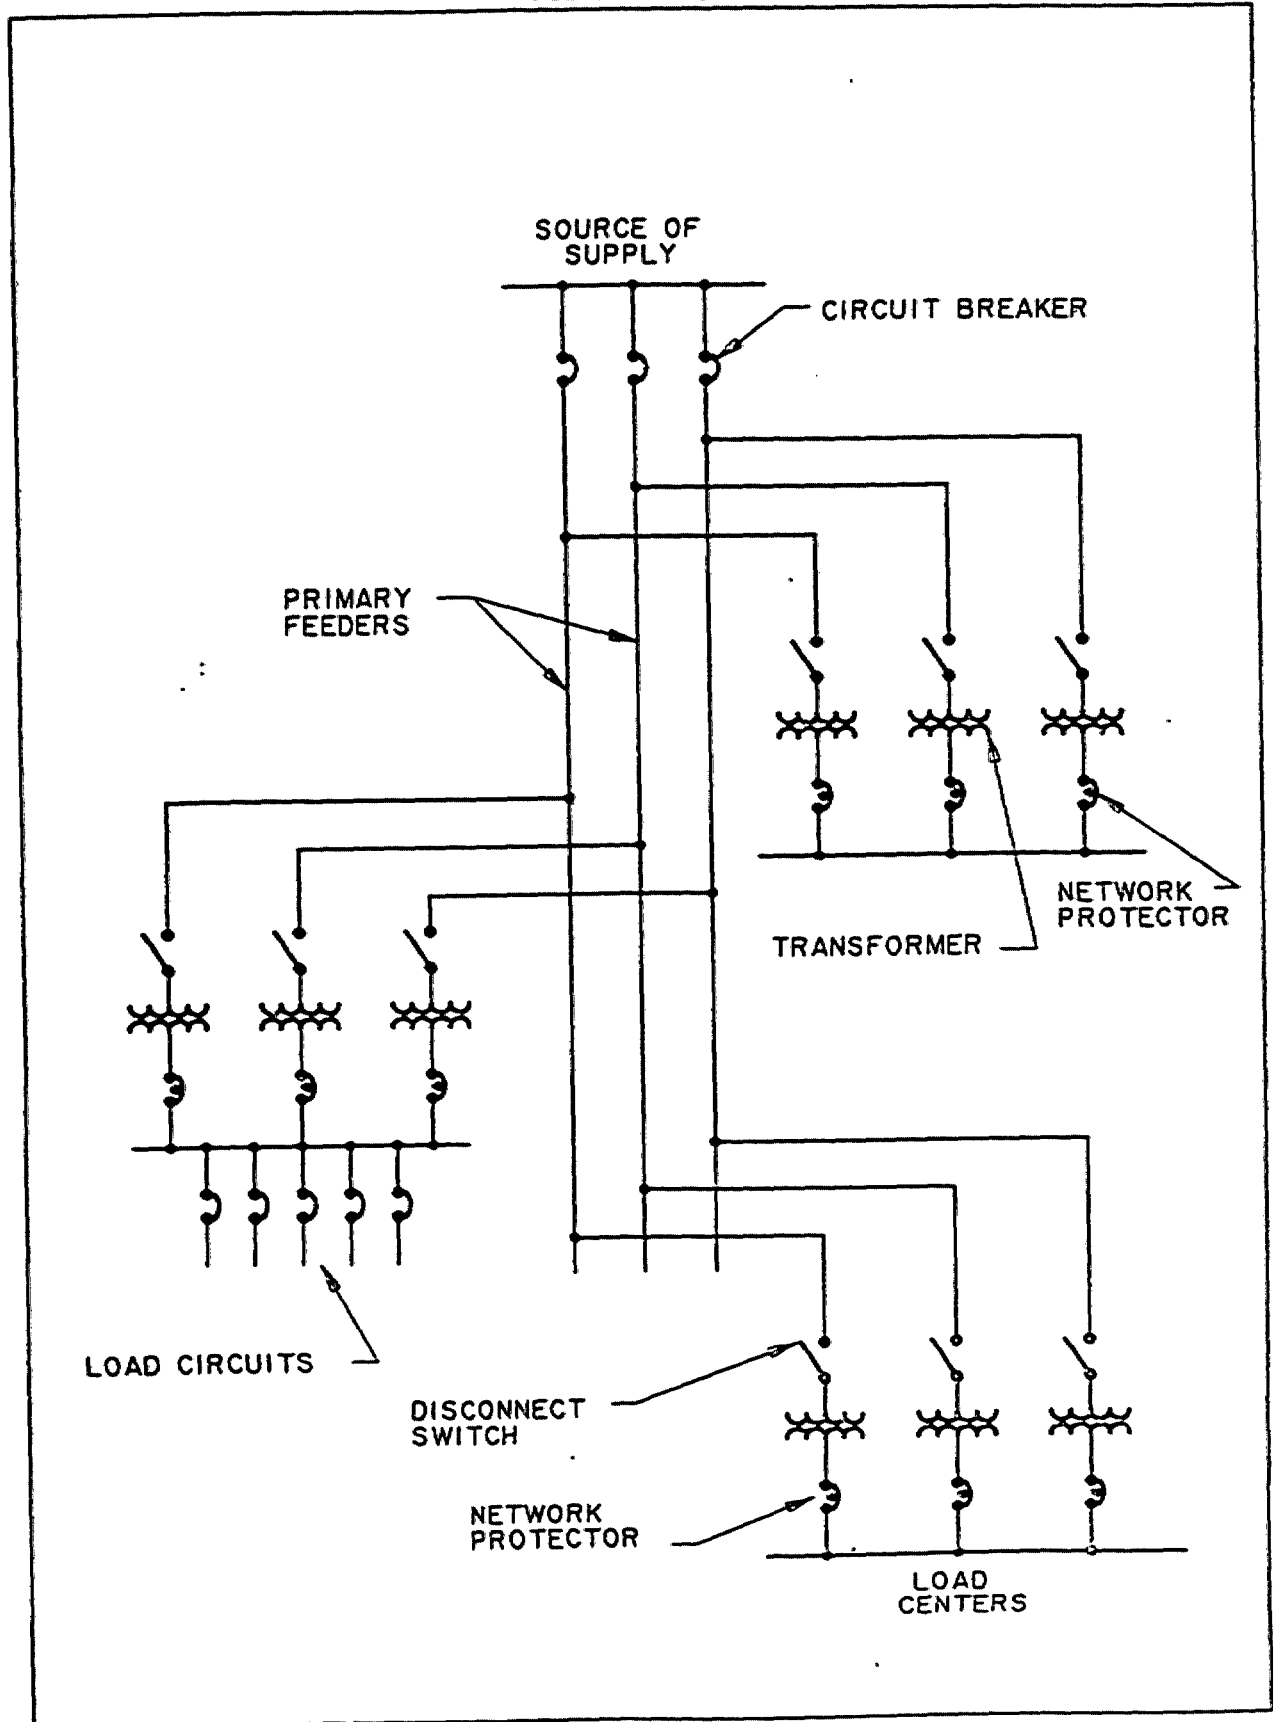 SOURCE OF
SUPPLY
CIRCUIT BREAKER
PRIMARY
FEEDERS
NETWORK
PROTECTOR
TRANSFORMER
LOAD CIRCUITS
DISCONNECT
SWITCH
NETWORK
PROTECTOR
LOAD
CENTERS